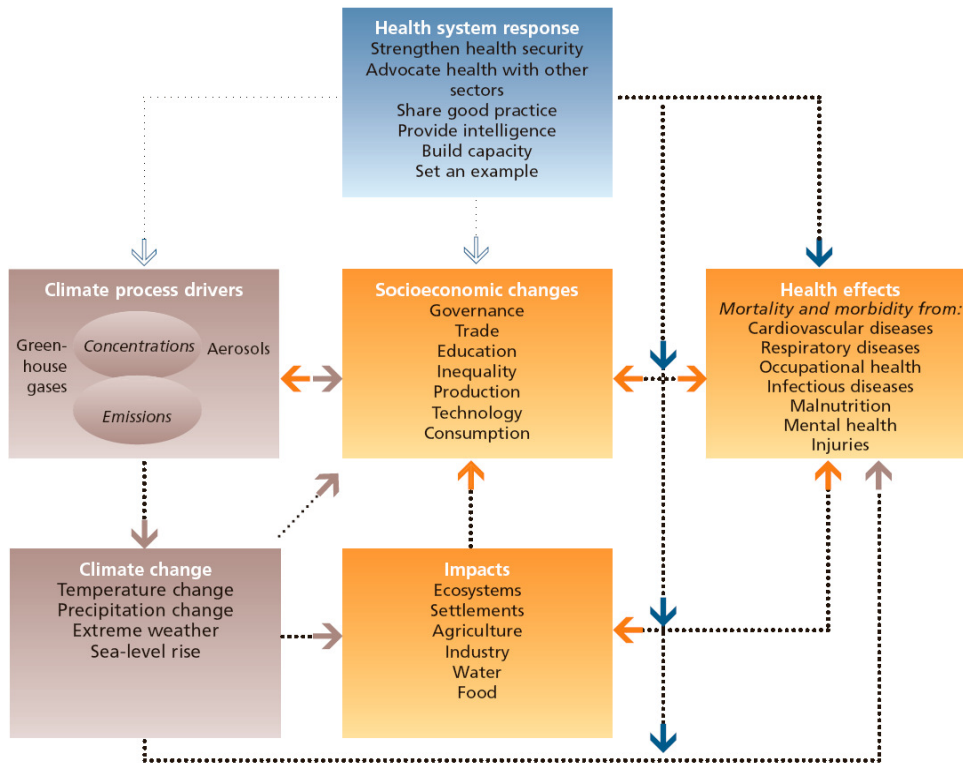 Health system response
Strengthen health security
Advocate health with other
sectors
Share good practice
Provide intelligence
Build capacity
Set an example
Climate process drivers
Green-
house
gases
Concentrations
Aerosols
Emissions
Socioeconomic changes
Governance
Trade
Education
Inequality
Production
Technology
Consumption
Health effects
Mortality and morbidity from:
Cardiovascular diseases
Respiratory diseases
Occupational health
Infectious diseases
Malnutrition
Mental health
Injuries
Climate change
Temperature change
Precipitation change
Extreme weather
Sea-level rise
Impacts
Ecosystems
Settlements
Agriculture
Industry
Water
Food